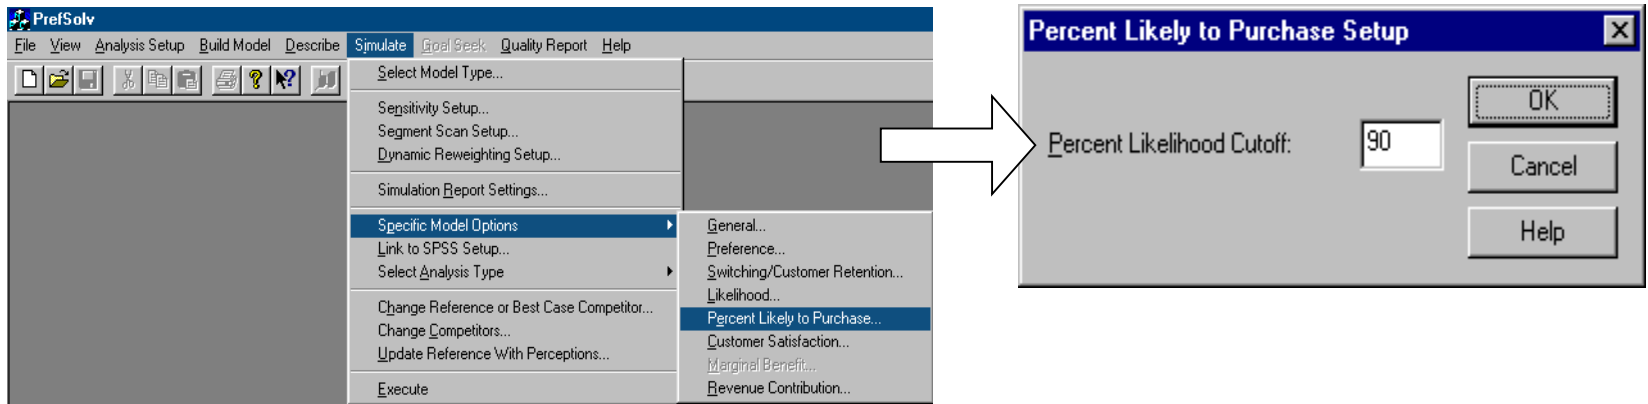 PrefSolv
File View Analysis Setup Build Model Describe Simulate Goal Seek Quality Report Help
Select Model Type...
Sensitivity Setup...
Segment Scan Setup...
Dynamic Reweighting Setup...
Simulation Report Settings...
Specific Model Options
Link to SPSS Setup...
Select Analysis Type
Change Reference or Best Case Competitor...
Change Competitors...
Update Reference With Perceptions...
Execute
General...
Preference...
Switching/Customer Retention...
Likelihood...
Percent Likely to Purchase...
Customer Satisfaction...
Marginal Benefit...
Revenue Contribution...
Percent Likely to Purchase Setup
Percent Likelihood Cutoff: 90
OK
Cancel
Help